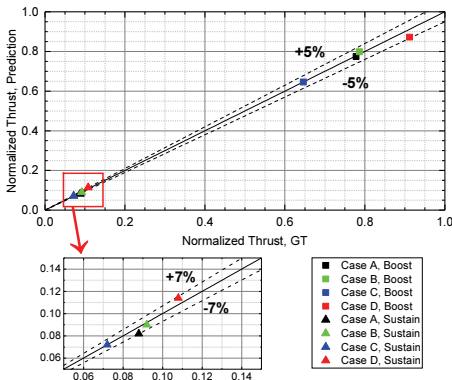 1.0
0.8
0.6
0.4
0.2
0.0
Normalized Thrust, Prediction
+5%
-5%
0.0 0.2 0.4 0.6 0.8 1.0
Normalized Thrust, GT
0.14
0.12
0.10
0.08
0.06
+7%
-7%
0.06 0.08 0.10 0.12 0.14
Case A, Boost
Case B, Boost
Case C, Boost
Case D, Boost
Case A, Sustain
Case B, Sustain
Case C, Sustain
Case D, Sustain